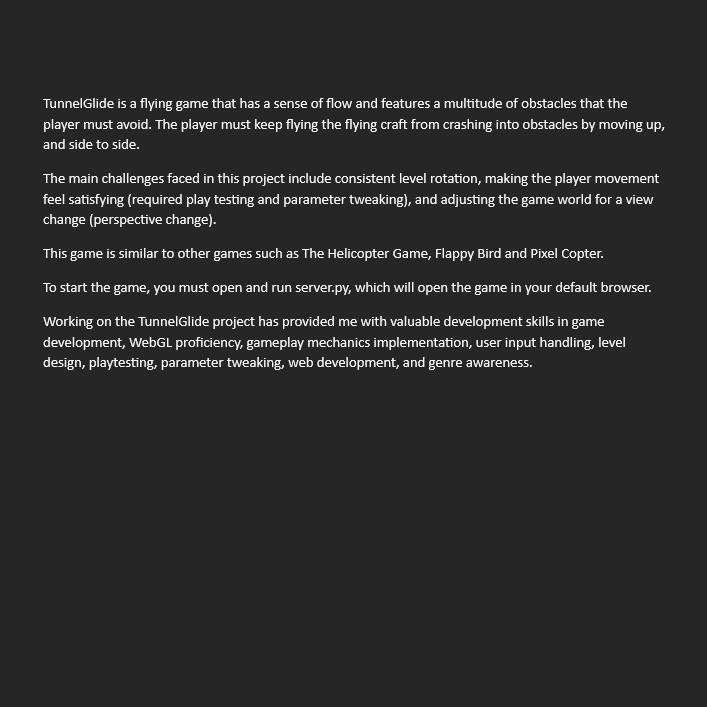 TunnelGlide is a flying game that has a sense of flow and features a multitude of obstacles that the
player must avoid. The player must keep flying the flying craft from crashing into obstacles by moving up,
and side to side.
The main challenges faced in this project include consistent level rotation, making the player movement
feel satisfying (required play testing and parameter tweaking), and adjusting the game world for a view
change (perspective change).
This game is similar to other games such as The Helicopter Game, Flappy Bird and Pixel Copter.
To start the game, you must open and run server.py, which will open the game in your default browser.
Working on the TunnelGlide project has provided me with valuable development skills in game
development, WebGL proficiency, gameplay mechanics implementation, user input handling, level
design, playtesting, parameter tweaking, web development, and genre awareness.